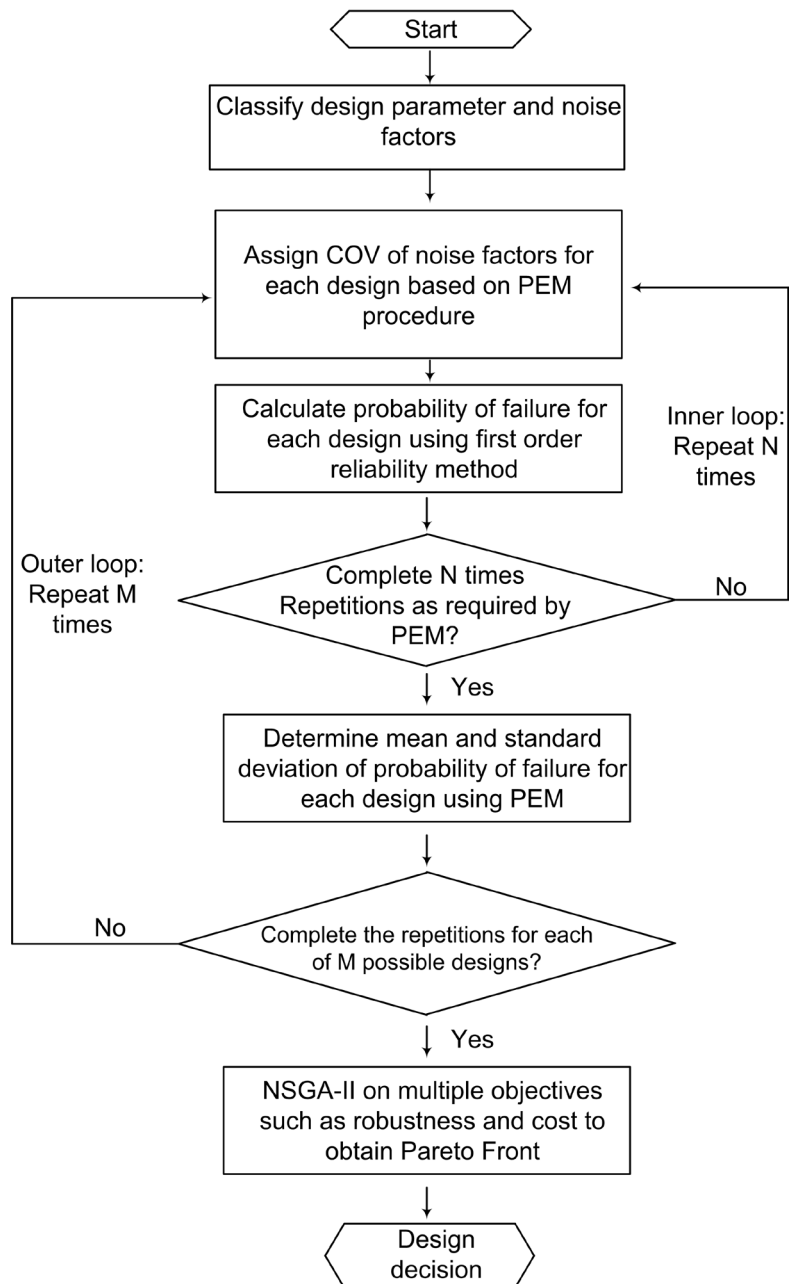 Start
Classify design parameter and noise
factors
Assign COV of noise factors for
each design based on PEM
procedure
Calculate probability of failure for
each design using first order
reliability method
Inner loop:
Repeat N
times
Outer loop:
Repeat M
times
Complete N times
Repetitions as required by
PEM?
No
Yes
Determine mean and standard
deviation of probability of failure for
each design using PEM
No
Complete the repetitions for each
of M possible designs?
Yes
NSGA-II on multiple objectives
such as robustness and cost to
obtain Pareto Front
Design
decision